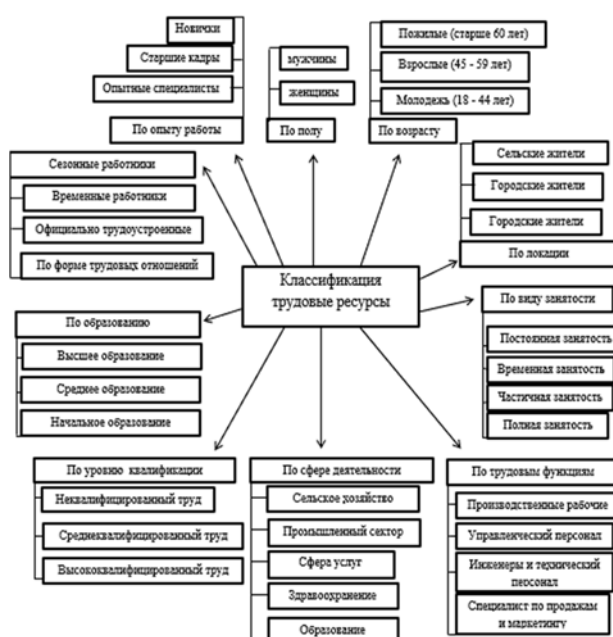 Новички
Старшие кадры
Опытные специалисты
По опыту работы
мужчины
женщины
По полу
Пожилые (старше 60 лет)
Взрослые (45 - 59 лет)
Молодежь (18 - 44 лет)
По возрасту
Сезонные работники
Временные работники
Официально трудоустроенные
По форме трудовых отношений
Сельские жители
Городские жители
Городские жители
По локации
Классификация
трудовые ресурсы
По образованию
Высшее образование
Среднее образование
Начальное образование
По виду занятости
Постоянная занятость
Временная занятость
Частичная занятость
Полная занятость
По уровню квалификации
Неквалифицированный труд
Среднеквалифицированный труд
Высококвалифицированный труд
По сфере деятельности
Сельское хозяйство
Промышленный сектор
Сфера услуг
Здравоохранение
Образование
По трудовым функциям
Производственные рабочие
Управленческий персонал
Инженеры и технический
персонал
Специалист по продажам
и маркетингу